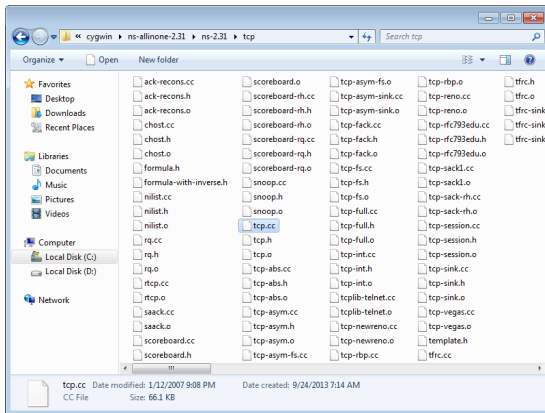 « cygwin ▸ ns-allinone-2.31 ▸ ns-2.31 ▸ tcp
Search tcp
Organize Open New folder
Favorites
Desktop
Downloads
Recent Places
Libraries
Documents
Music
Pictures
Videos
Computer
Local Disk (C:)
Local Disk (D:)
Network
ack-recons.cc
ack-recons.h
ack-recons.o
chost.cc
chost.h
chost.o
formula.h
formula-with-inverse.h
nilist.cc
nilist.h
nilist.o
rq.cc
rq.h
rq.o
rtcp.cc
rtcp.o
saack.cc
saack.o
scoreboard.cc
scoreboard.h
scoreboard.o
scoreboard-rh.cc
scoreboard-rh.h
scoreboard-rh.o
scoreboard-rq.cc
scoreboard-rq.h
scoreboard-rq.o
snoop.cc
snoop.h
snoop.o
tcp.cc
tcp.h
tcp.o
tcp-abs.cc
tcp-abs.h
tcp-abs.o
tcp-asym.cc
tcp-asym.h
tcp-asym.o
tcp-asym-fs.cc
tcp-asym-fs.o
tcp-asym-sink.cc
tcp-asym-sink.o
tcp-fack.cc
tcp-fack.h
tcp-fack.o
tcp-fs.cc
tcp-fs.h
tcp-fs.o
tcp-full.cc
tcp-full.h
tcp-full.o
tcp-int.cc
tcp-int.h
tcp-int.o
tcplib-telnet.cc
tcplib-telnet.o
tcp-newreno.cc
tcp-newreno.o
tcp-rbp.cc
tcp-rbp.o
tcp-reno.cc
tcp-reno.o
tcp-rfc793edu.cc
tcp-rfc793edu.h
tcp-rfc793edu.o
tcp-sack1.cc
tcp-sack1.o
tcp-sack-rh.cc
tcp-sack-rh.o
tcp-session.cc
tcp-session.h
tcp-session.o
tcp-sink.cc
tcp-sink.h
tcp-sink.o
tcp-vegas.cc
tcp-vegas.o
template.h
tfrc.cc
tfrc.h
tfrc.o
tfrc-sink
tfrc-sink
tfrc-sink
tcp.cc Date modified: 1/12/2007 9:08 PM Date created: 9/24/2013 7:14 AM
CC File Size: 66.1 KB